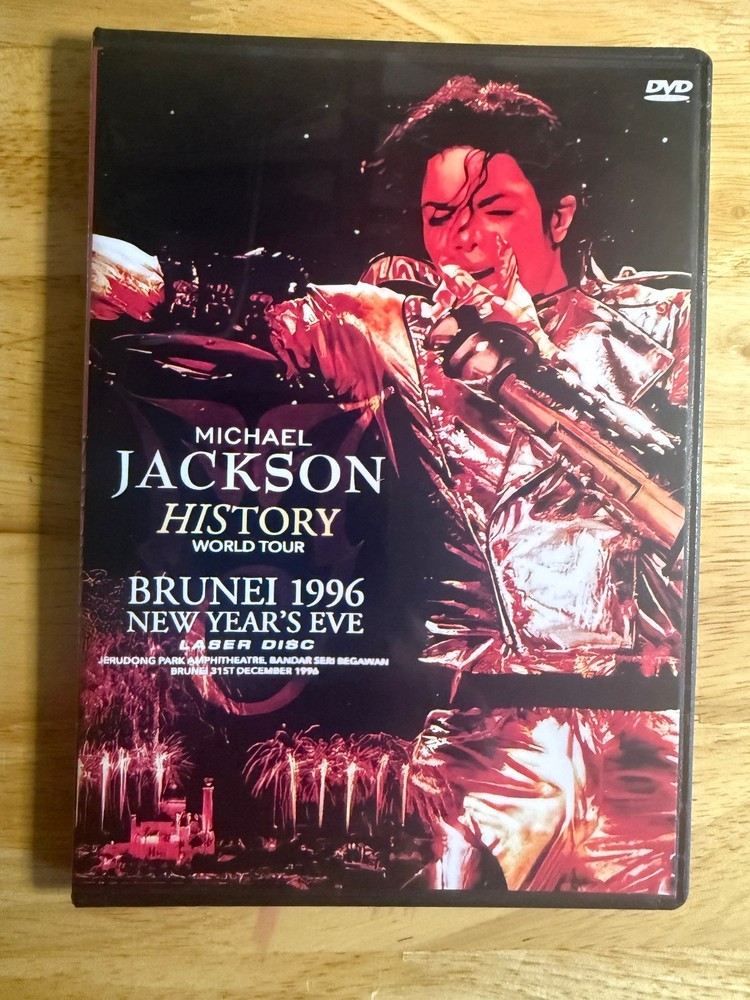 DVD
MICHAEL
JACKSON
HISTORY
WORLD TOUR
BRUNEI 1996
NEW YEAR'S EVE
LASER DISC
JERUDONG PARK AMPHITHEATRE, BANDAR SERI BEGAWAN
BRUNEI 31ST DECEMBER 1996